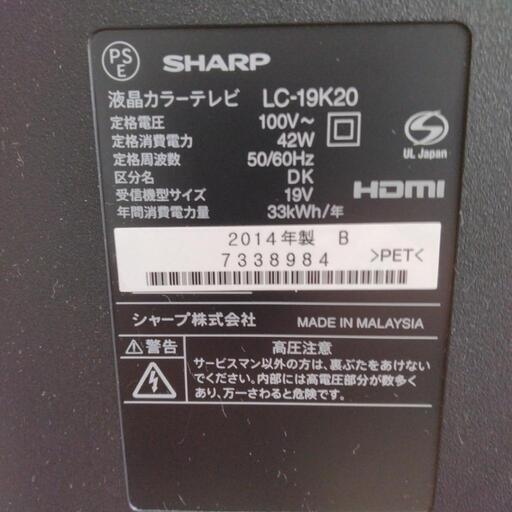 PS
E
SHARP
液晶カラーテレビ LC-19K20
定格電圧 100V～
定格消費電力 42W
定格周波数 50/60Hz
区分名 DK
受信機型サイズ 19V
年間消費電力量 33kWh/年
UL Japan
HDMI
2014年製 B
7338984
>PET<
シャープ株式会社 MADE IN MALAYSIA
⚠警告
高圧注意
サービスマン以外の方は、裏ぶたをあけない
でください。内部には高電圧部分が数多く
あり、万一さわると危険です。